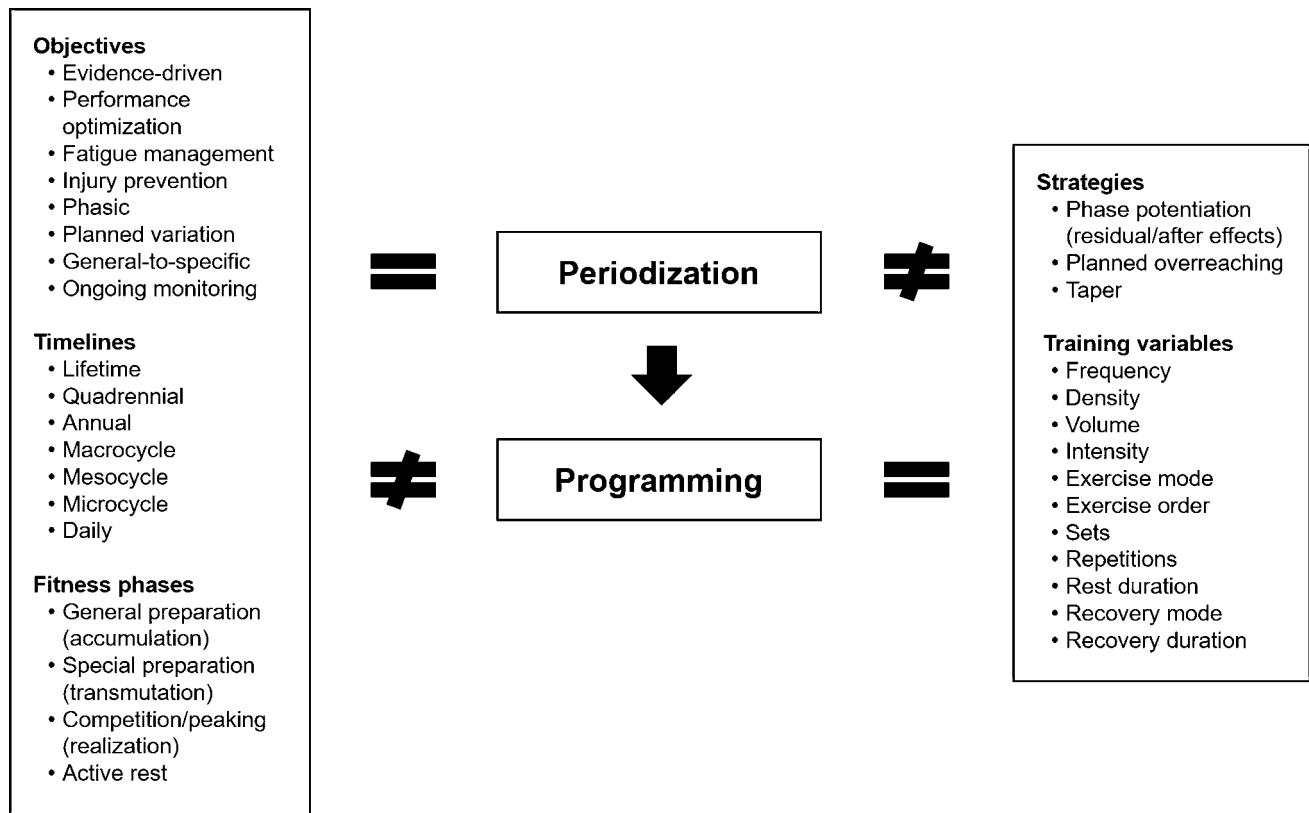 Objectives
• Evidence-driven
• Performance
optimization
• Fatigue management
• Injury prevention
• Phasic
• Planned variation
• General-to-specific
• Ongoing monitoring
Timelines
• Lifetime
• Quadrennial
• Annual
• Macrocycle
• Mesocycle
• Microcycle
• Daily
Fitness phases
• General preparation
(accumulation)
• Special preparation
(transmutation)
• Competition/peaking
(realization)
• Active rest
Periodization
Programming
Strategies
• Phase potentiation
(residual/after effects)
• Planned overreaching
• Taper
Training variables
• Frequency
• Density
• Volume
• Intensity
• Exercise mode
• Exercise order
• Sets
• Repetitions
• Rest duration
• Recovery mode
• Recovery duration